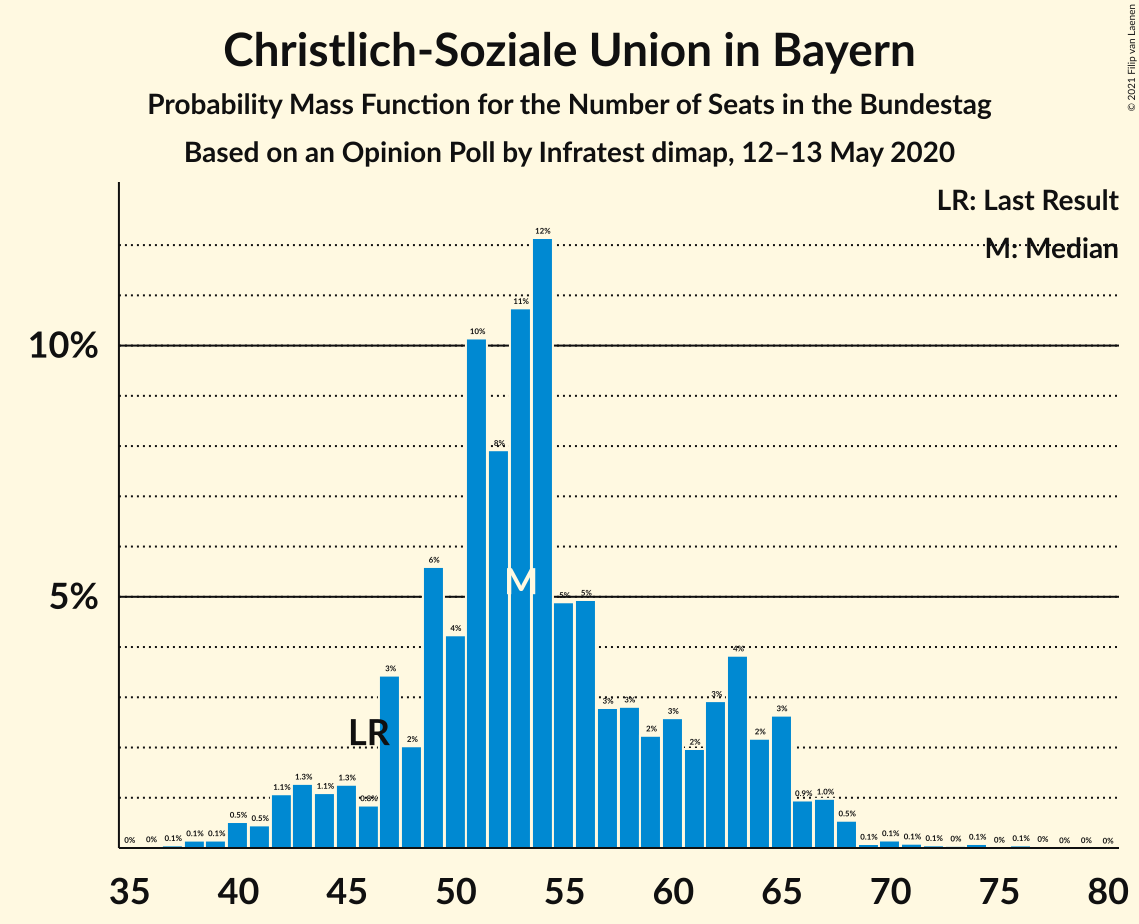 Christlich-Soziale Union in Bayern
Probability Mass Function for the Number of Seats in the Bundestag
Based on an Opinion Poll by Infratest dimap, 12–13 May 2020
© 2021 Filip van Laenen
LR: Last Result
M: Median
10%
5%
0% 0% 0.1% 0.1% 0.1% 0.5% 0.5% 1.1% 1.3% 1.1% 1.3% 0.8% 3% 2% 6% 4% 10% 8% 11% 12% 5% 5% 3% 3% 2% 3% 2% 3% 4% 2% 3% 0.9% 1.0% 0.5% 0.1% 0.1% 0.1% 0.1% 0% 0.1% 0% 0.1% 0% 0% 0% 0%
M
LR
35 40 45 50 55 60 65 70 75 80